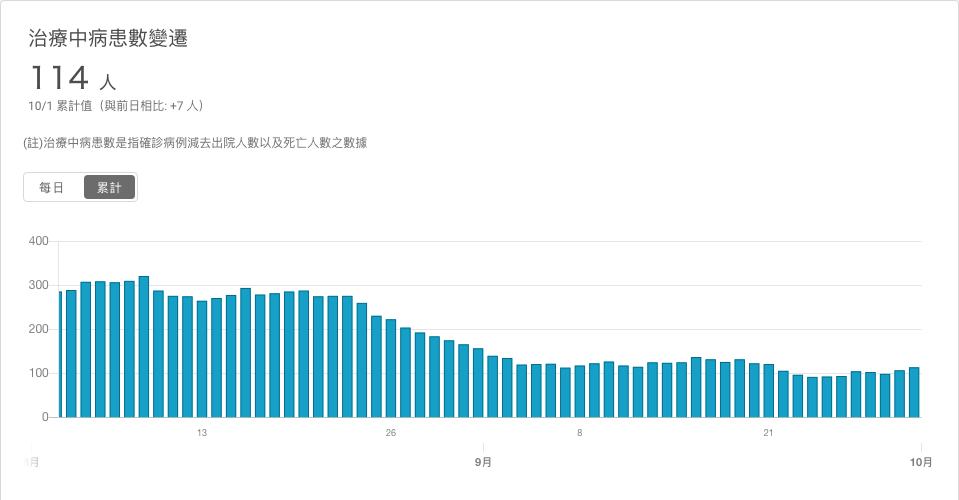 治療中病患數變遷
114 人
10/1 累計值（與前日相比: +7 人）
(註)治療中病患數是指確診病例減去出院人數以及死亡人數之數據
每日 累計
400
300
200
100
0
13 26 8 21
月 9月 10月